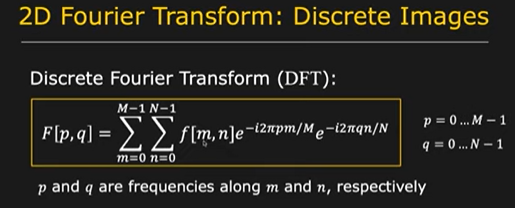 2D Fourier Transform: Discrete Images
Discrete Fourier Transform (DFT):
F[p,q] = ∑_{m=0}^{M−1} ∑_{n=0}^{N−1} f[m,n]e^{−i2πpm/M}e^{−i2πqn/N}
p = 0 ... M − 1
q = 0 ... N − 1
p and q are frequencies along m and n, respectively